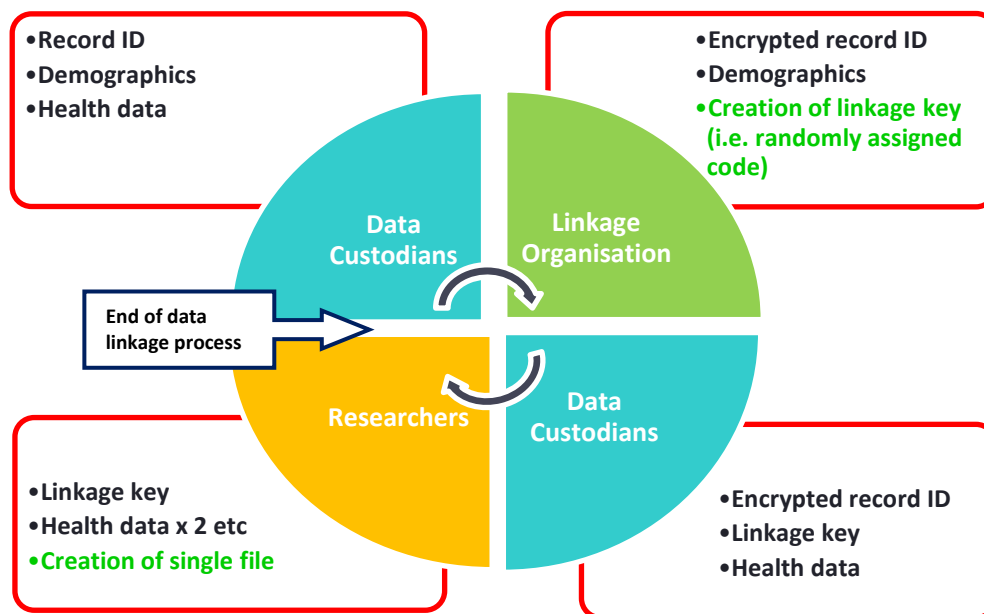 •Record ID
•Demographics
•Health data
•Encrypted record ID
•Demographics
•Creation of linkage key
(i.e. randomly assigned
code)
Data
Custodians
Linkage
Organisation
End of data
linkage process
Researchers
Data
Custodians
•Linkage key
•Health data x 2 etc
•Creation of single file
•Encrypted record ID
•Linkage key
•Health data